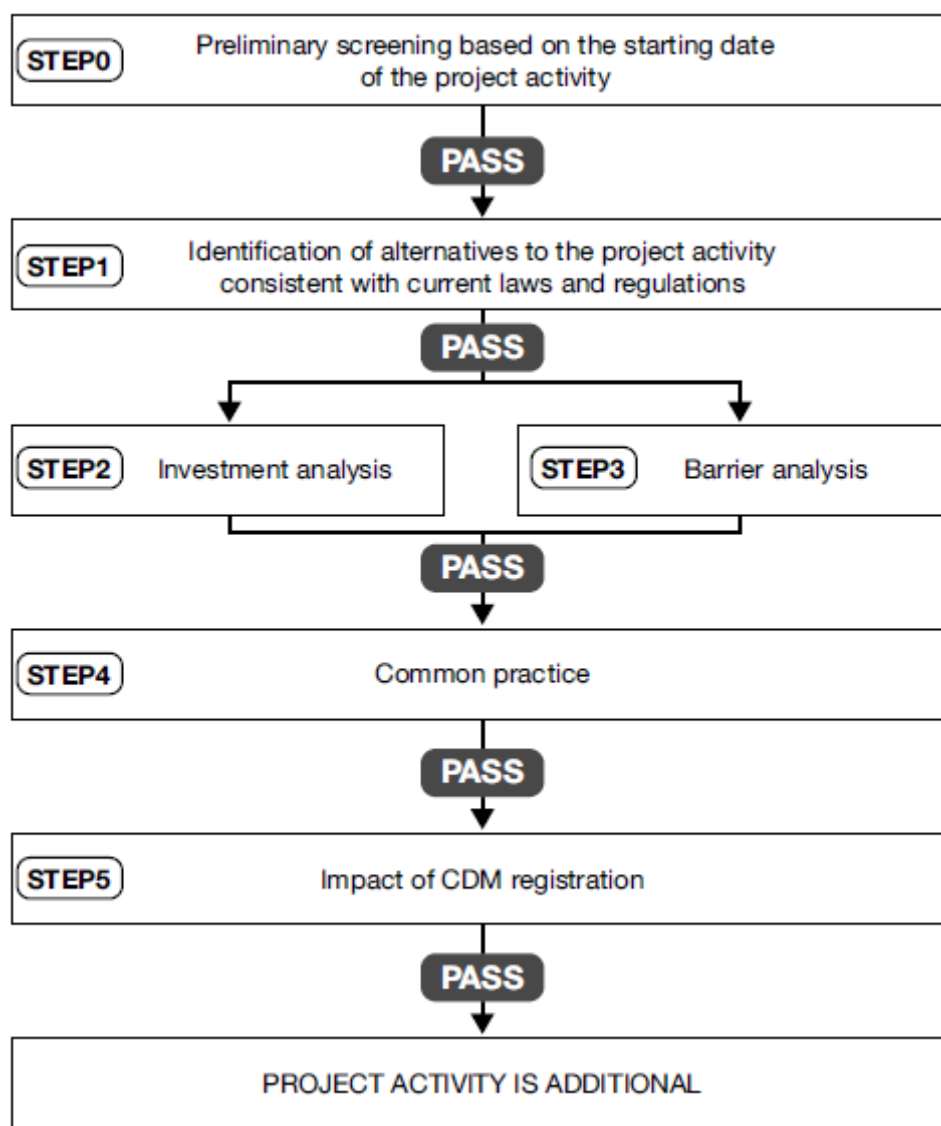 STEP0
Preliminary screening based on the starting date
of the project activity
PASS
STEP1
Identification of alternatives to the project activity
consistent with current laws and regulations
PASS
STEP2
Investment analysis
STEP3
Barrier analysis
PASS
STEP4
Common practice
PASS
STEP5
Impact of CDM registration
PASS
PROJECT ACTIVITY IS ADDITIONAL